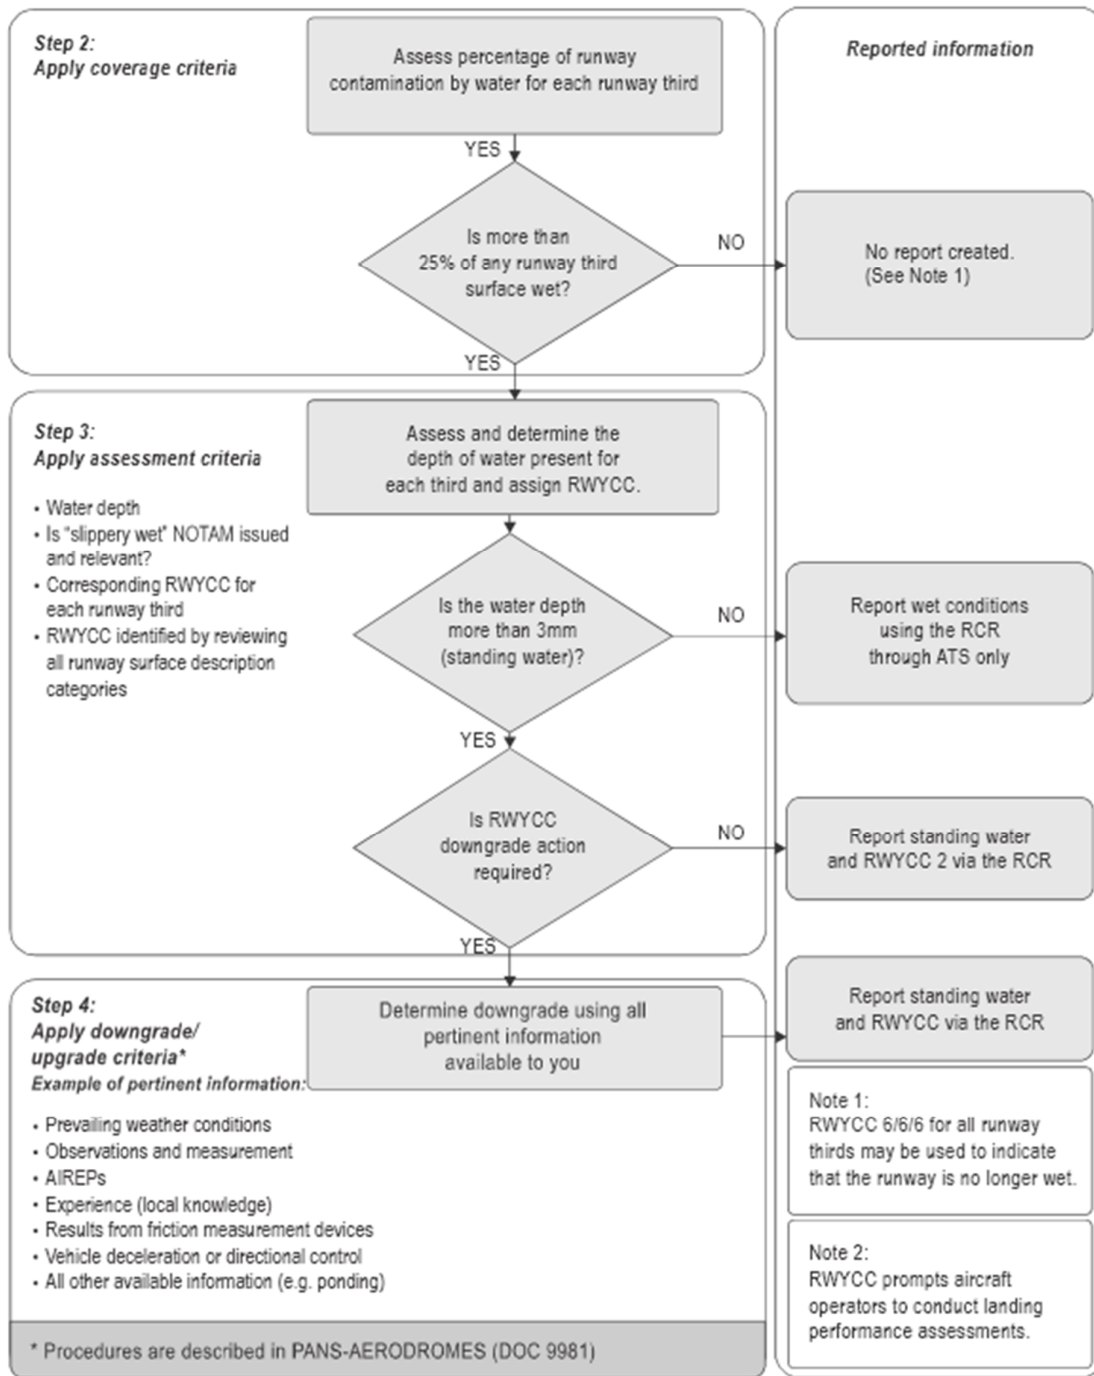 Step 2:
Apply coverage criteria
Assess percentage of runway
contamination by water for each runway third
YES
Is more than
25% of any runway third
surface wet?
NO
YES
Step 3:
Apply assessment criteria
• Water depth
• Is "slippery wet" NOTAM issued
and relevant?
• Corresponding RWYCC for
each runway third
• RWYCC identified by reviewing
all runway surface description
categories
Assess and determine the
depth of water present for
each third and assign RWYCC.
Is the water depth
more than 3mm
(standing water)?
NO
YES
Is RWYCC
downgrade action
required?
NO
YES
Step 4:
Apply downgrade/
upgrade criteria*
Example of pertinent information:
• Prevailing weather conditions
• Observations and measurement
• AIREPs
• Experience (local knowledge)
• Results from friction measurement devices
• Vehicle deceleration or directional control
• All other available information (e.g. ponding)
Determine downgrade using all
pertinent information
available to you
* Procedures are described in PANS-AERODROMES (DOC 9981)
Reported information
No report created.
(See Note 1)
Report wet conditions
using the RCR
through ATS only
Report standing water
and RWYCC 2 via the RCR
Report standing water
and RWYCC via the RCR
Note 1:
RWYCC 6/6/6 for all runway
thirds may be used to indicate
that the runway is no longer wet.
Note 2:
RWYCC prompts aircraft
operators to conduct landing
performance assessments.